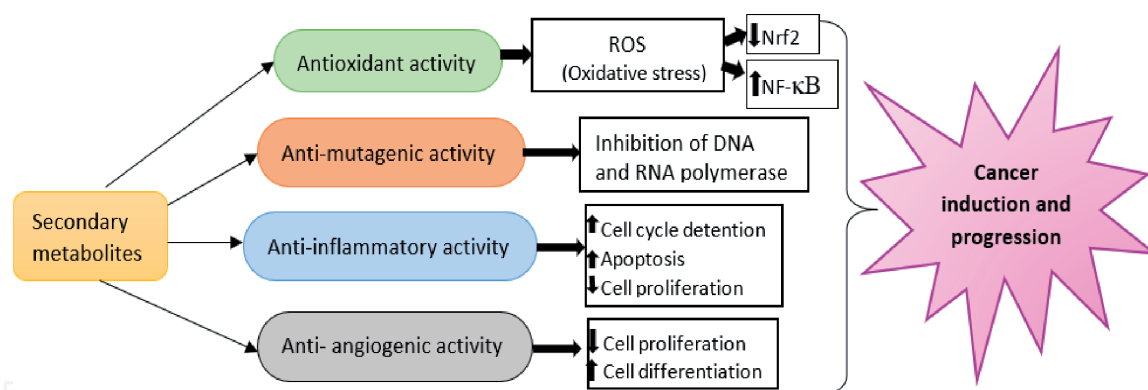 Secondary
metabolites
Antioxidant activity
ROS
(Oxidative stress)
⬇Nrf2
⬆NF-κB
Anti-mutagenic activity
Inhibition of DNA
and RNA polymerase
Anti-inflammatory activity
⬆Cell cycle detention
⬆Apoptosis
⬇Cell proliferation
Anti- angiogenic activity
⬇Cell proliferation
⬆Cell differentiation
Cancer
induction and
progression